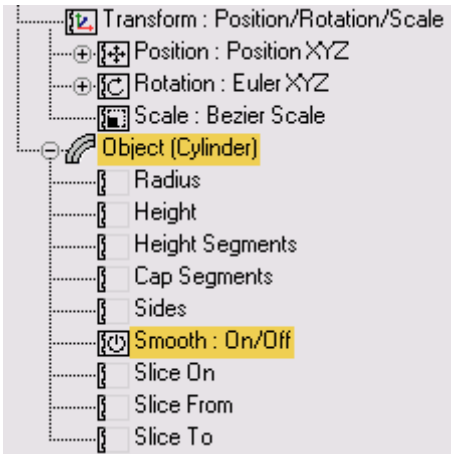 Transform : Position/Rotation/Scale
Position : Position XYZ
Rotation : Euler XYZ
Scale : Bezier Scale
Object (Cylinder)
Radius
Height
Height Segments
Cap Segments
Sides
Smooth : On/Off
Slice On
Slice From
Slice To